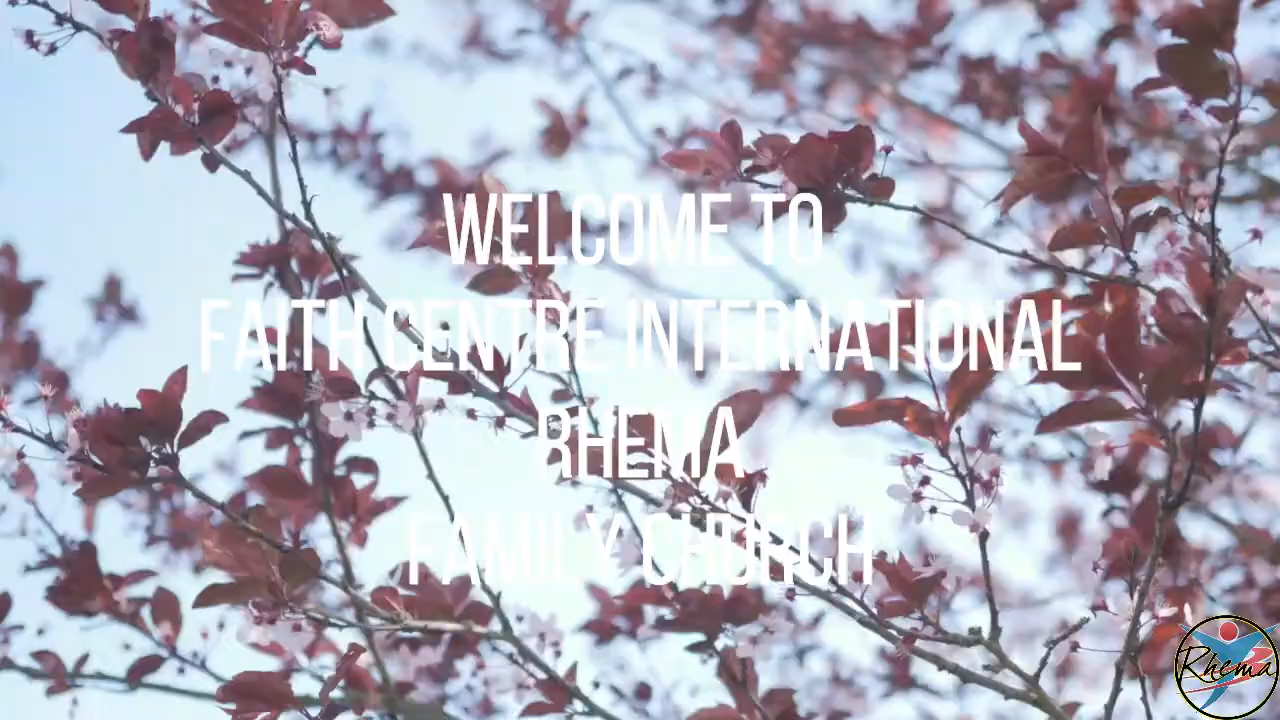 WELCOME TO
FAITH CENTRE INTERNATIONAL
RHEMA
FAMILY CHURCH
Rhema